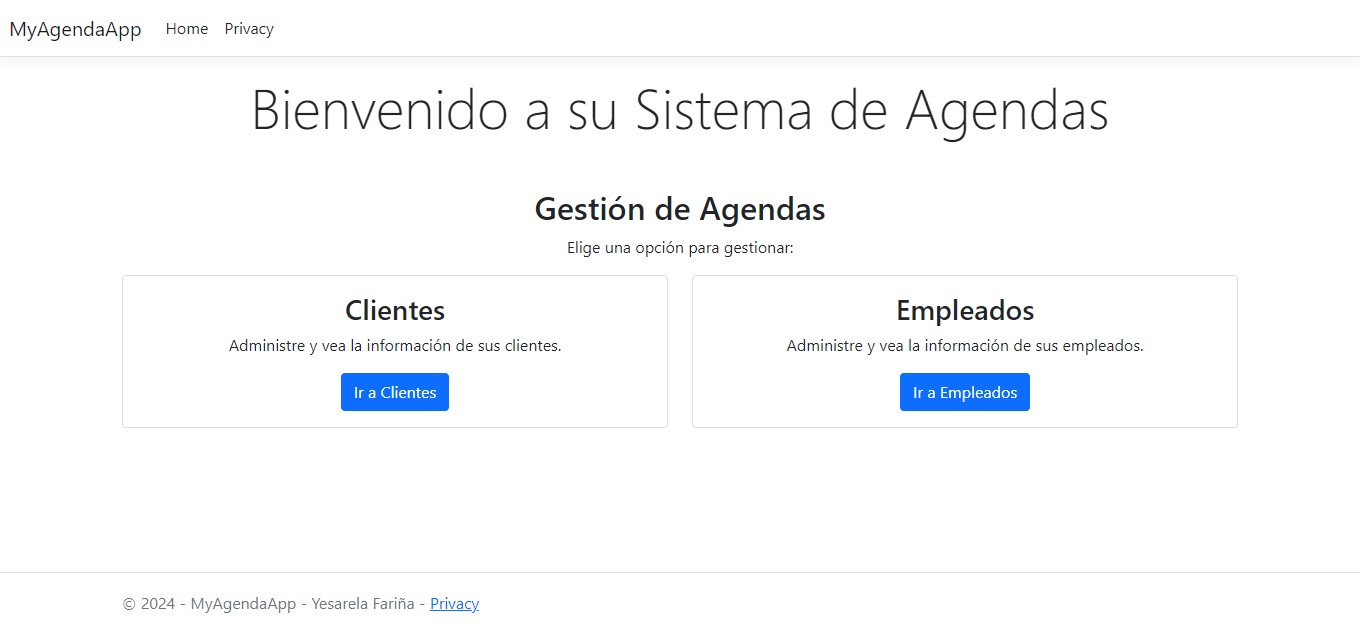 MyAgendaApp Home Privacy
Bienvenido a su Sistema de Agendas
Gestión de Agendas
Elige una opción para gestionar:
Clientes
Administre y vea la información de sus clientes.
Ir a Clientes
Empleados
Administre y vea la información de sus empleados.
Ir a Empleados
© 2024 - MyAgendaApp - Yesarela Fariña - Privacy